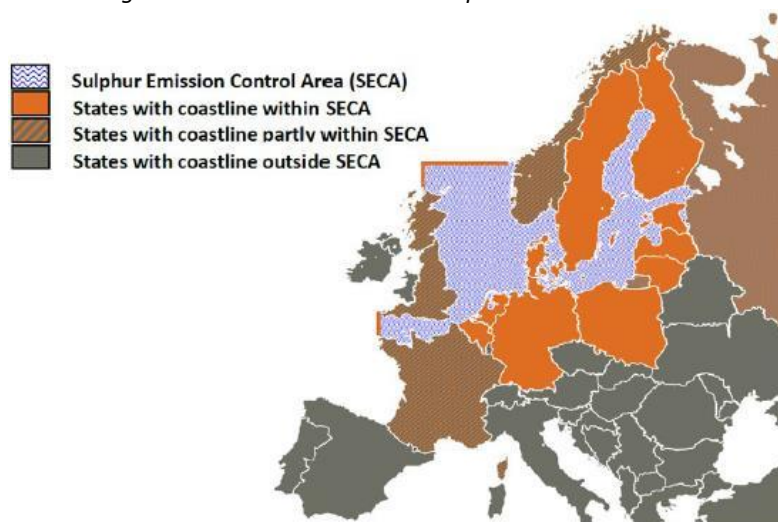 Sulphur Emission Control Area (SECA)
States with coastline within SECA
States with coastline partly within SECA
States with coastline outside SECA